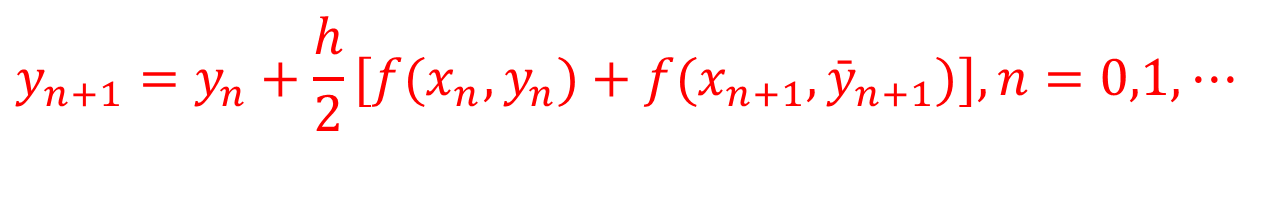 y_{n+1} = y_n + \frac{h}{2}[f(x_n, y_n) + f(x_{n+1}, \bar{y}_{n+1})], n = 0,1, \cdots